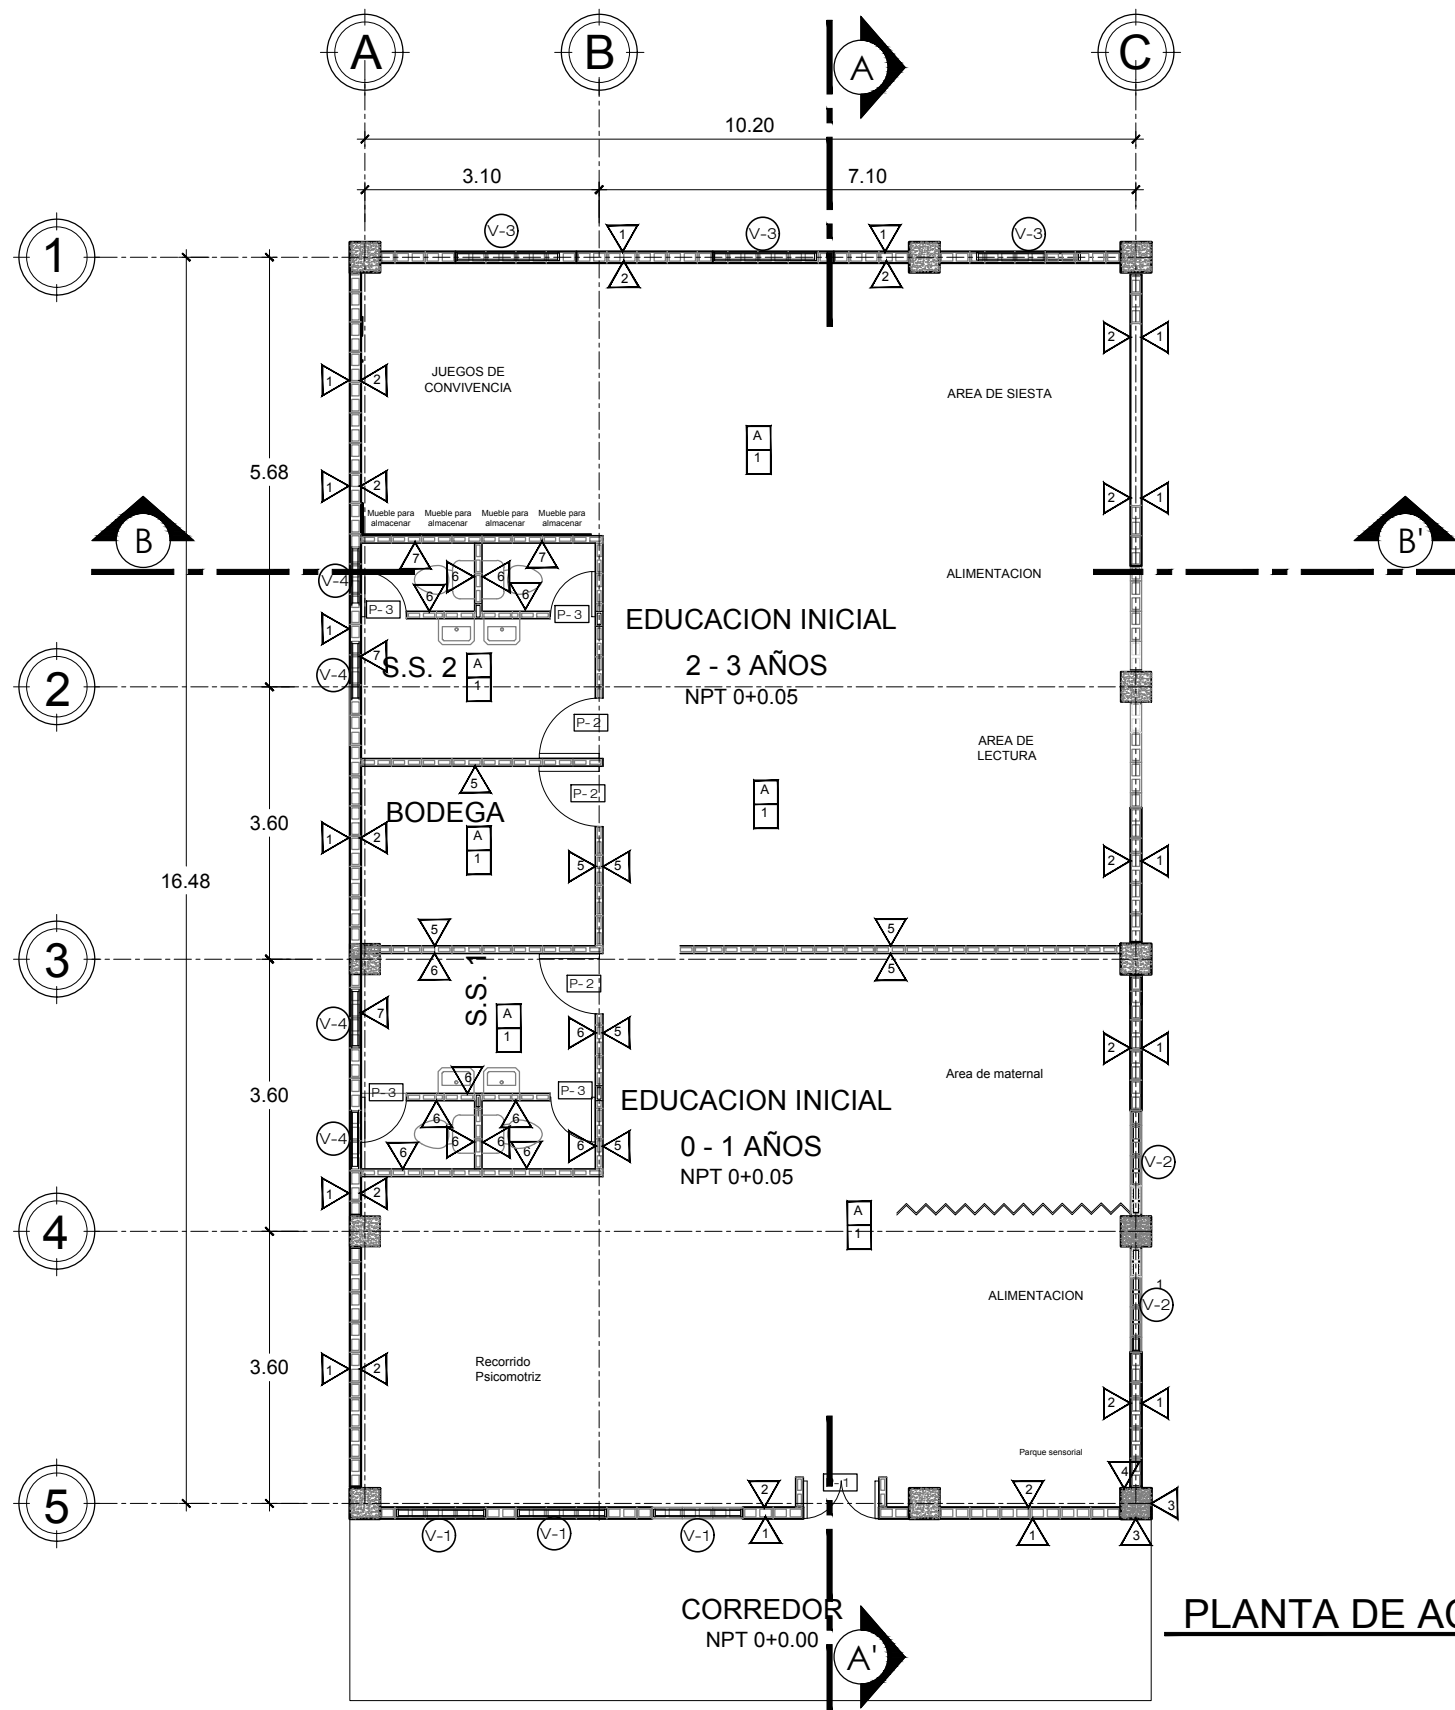 A B C
A
10.20
3.10 7.10
1
V-3 1 V-3 1 V-3
2 2
2 1
JUEGOS DE
CONVIVENCIA
1 2
AREA DE SIESTA
A
1
5.68
1 2
2 1
Mueble para almacenar
Mueble para almacenar
Mueble para almacenar
Mueble para almacenar
B B'
7 7
V-4 6 6
6 6
ALIMENTACION
P-3 P-3
EDUCACION INICIAL
1
2 - 3 AÑOS
NPT 0+0.05
7
V-4
S.S. 2
A
1
2
P-2
AREA DE
LECTURA
5
P-2
A
1
BODEGA
3.60
1 2
A
1
5 5
2 1
16.48
5 5
6 5
3
S.S. 1
P-2
7
V-4
A
1
6 5
2 1
Area de maternal
6
P-3 P-3
3.60
EDUCACION INICIAL
6 6
V-4
6 6
6 6
6 5
0 - 1 AÑOS
NPT 0+0.05
V-2
1 2
A
1
4
1
V-2
ALIMENTACION
Recorrido
Psicomotriz
3.60
1 2
2 1
Parque sensorial
4
2 P-1 2
5
3
V-1 V-1 V-1
1 1 3
CORREDOR
NPT 0+0.00
A'
PLANTA DE AC